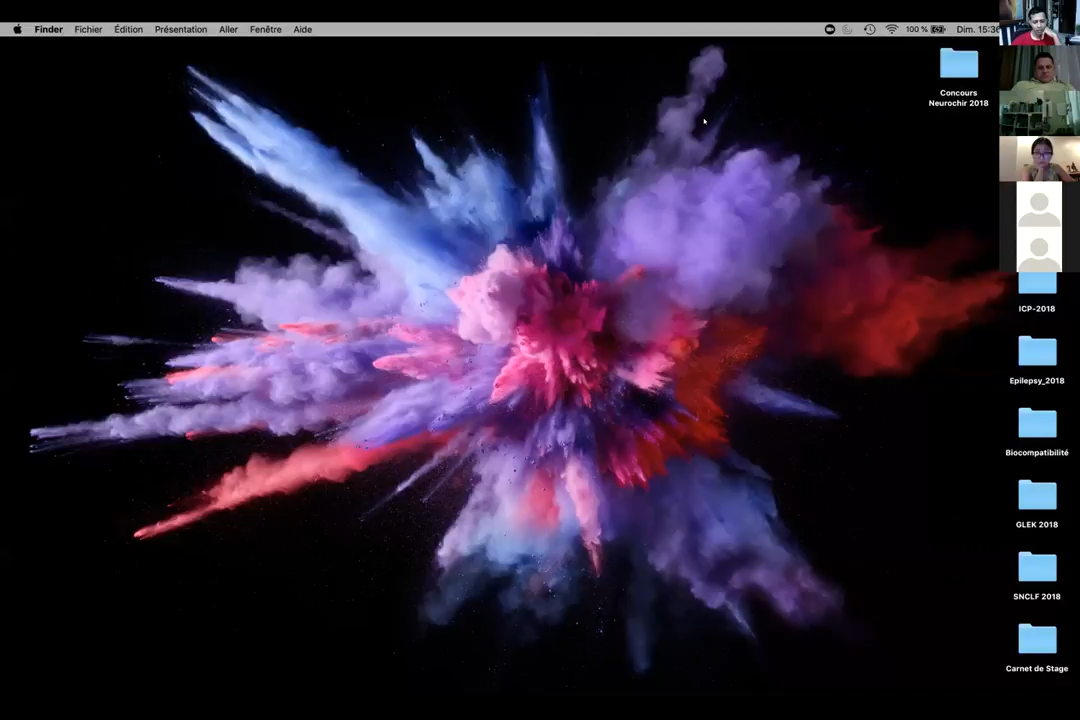 Finder Fichier Édition Présentation Aller Fenêtre Aide
100 % Dim. 15:36
Concours
Neurochir 2018
ICP-2018
Epilepsy_2018
Biocompatibilité
GLEK 2018
SNCLF 2018
Carnet de Stage